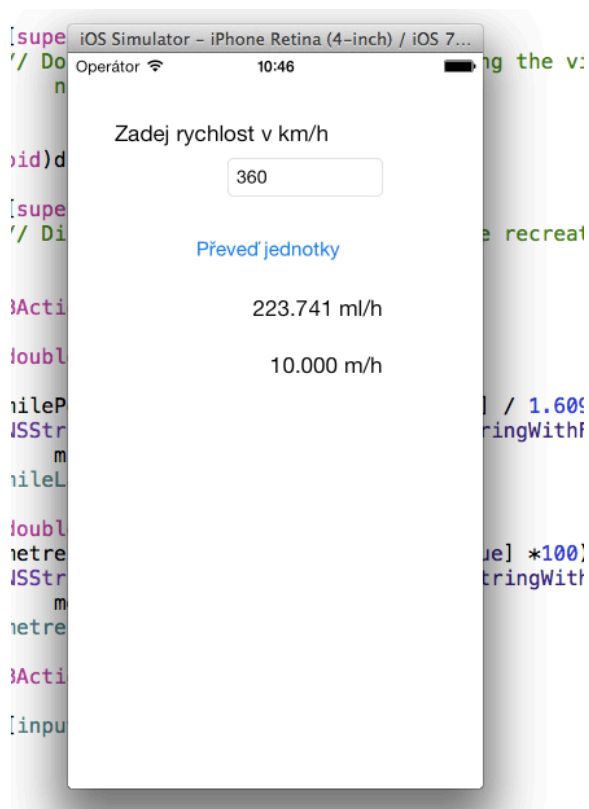 [supe
iOS Simulator – iPhone Retina (4-inch) / iOS 7...
// Do
ng the vi
Operátor
10:46
n
Zadej rychlost v km/h
oid)d
360
[supe
// Di
e recreat
Převeď jednotky
BActi
223.741 ml/h
doubl
10.000 m/h
mileP
] / 1.609
NSStr
ringWithF
m
mileL
doubl
metre
ue] *100)
NSStr
tringWith
m
metre
BActi
[inpu